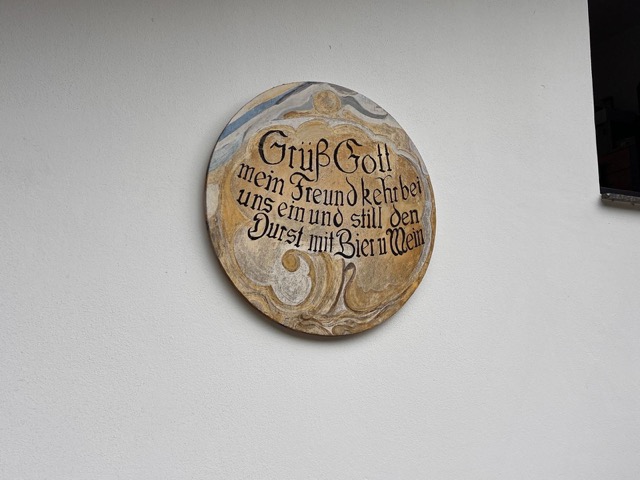 Grüß Gott
mein Freund kehr bei
uns ein und still den
Durst mit Bier u Wein